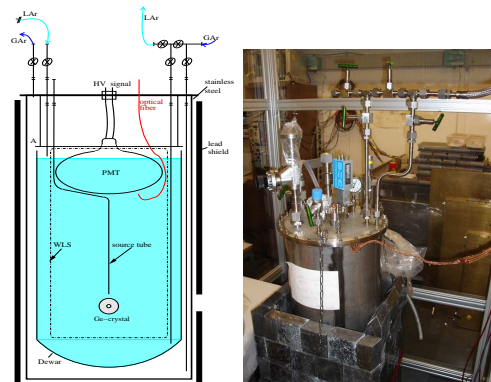 LAr
LAr
GAr
GAr
HV signal
stainless
steel
optical
fiber
A
lead
shield
PMT
WLS
source tube
Ge-crystal
Dewar